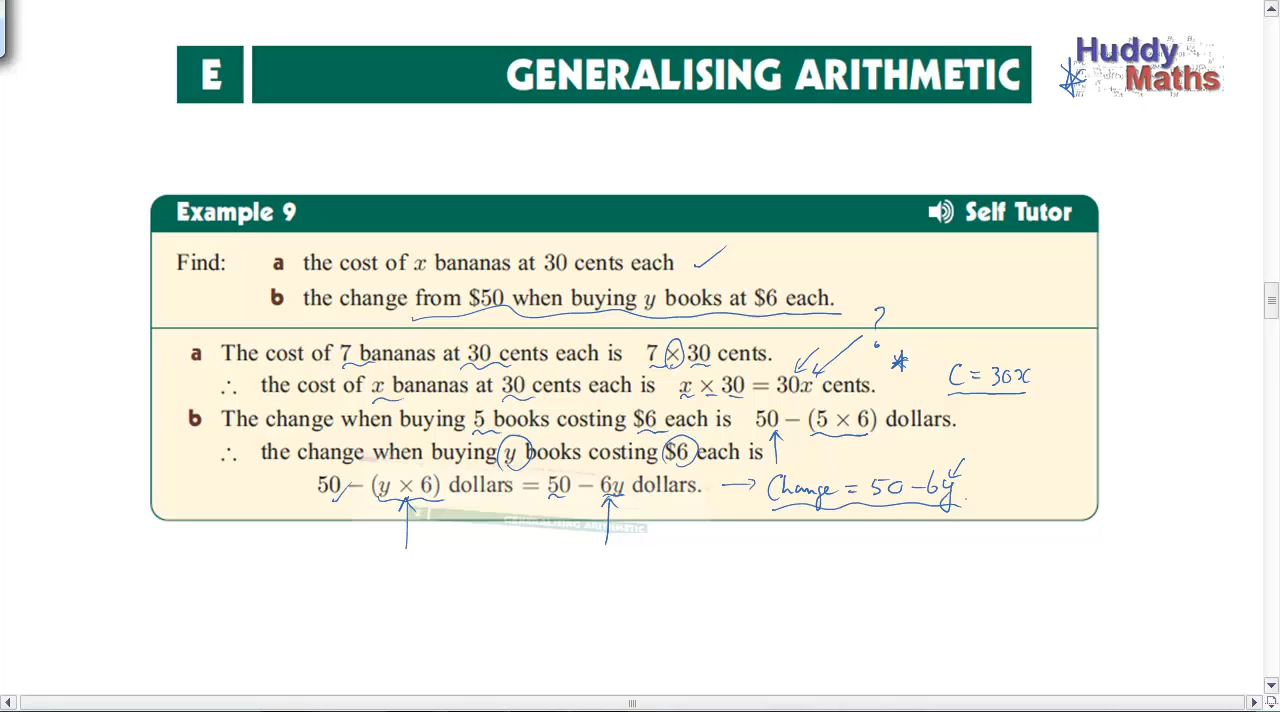 E GENERALISING ARITHMETIC
Huddy
Maths
Example 9 Self Tutor
Find: a the cost of x bananas at 30 cents each
b the change from $50 when buying y books at $6 each.
?
a The cost of 7 bananas at 30 cents each is 7 × 30 cents.
∴ the cost of x bananas at 30 cents each is x × 30 = 30x cents. C = 30x
b The change when buying 5 books costing $6 each is 50 − (5 × 6) dollars.
∴ the change when buying y books costing $6 each is
50 − (y × 6) dollars = 50 − 6y dollars. → Change = 50 − 6y.
GENERALISING ARITHMETIC